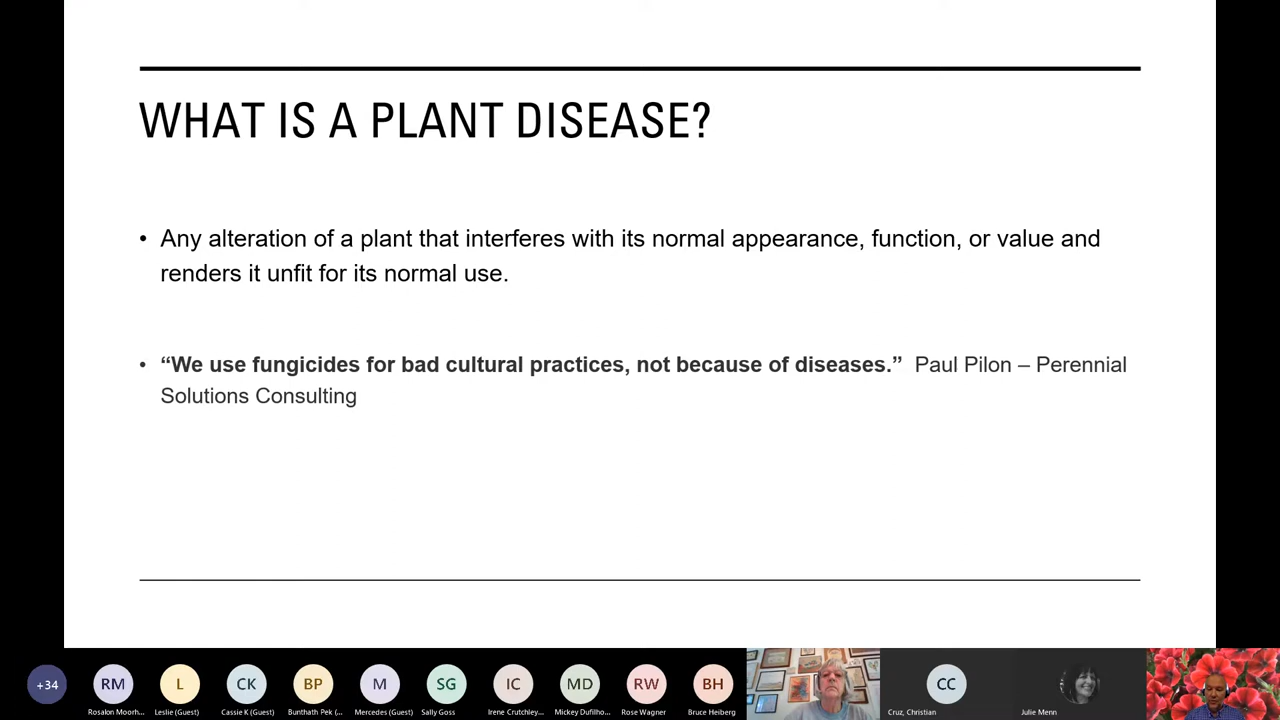 WHAT IS A PLANT DISEASE?
• Any alteration of a plant that interferes with its normal appearance, function, or value and
renders it unfit for its normal use.
• “We use fungicides for bad cultural practices, not because of diseases.” Paul Pilon – Perennial
Solutions Consulting
+34
RM
L
CK
BP
M
SG
IC
MD
RW
BH
CC
Rosalon Moorh...
Leslie (Guest)
Cassie K (Guest)
Bunthath Pek (...
Mercedes (Guest)
Sally Goss
Irene Crutchley...
Mickey Dufilho...
Rose Wagner
Bruce Heiberg
Cruz, Christian
Julie Menn